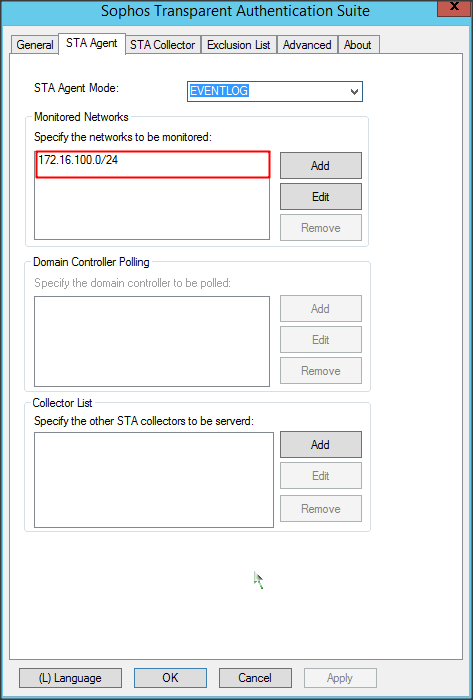 Sophos Transparent Authentication Suite
X
General
STA Agent
STA Collector
Exclusion List
Advanced
About
STA Agent Mode:
EVENTLOG
Monitored Networks
Specify the networks to be monitored:
172.16.100.0/24
Add
Edit
Remove
Domain Controller Polling
Specify the domain controller to be polled:
Add
Edit
Remove
Collector List
Specify the other STA collectors to be serverd:
Add
Edit
Remove
(L) Language
OK
Cancel
Apply